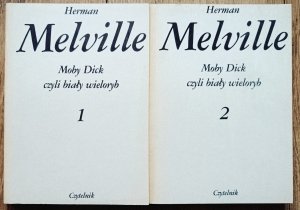 Herman
Melville
Moby Dick
czyli biały wieloryb
1
Czytelnik
Herman
Melville
Moby Dick
czyli biały wieloryb
2
Czytelnik